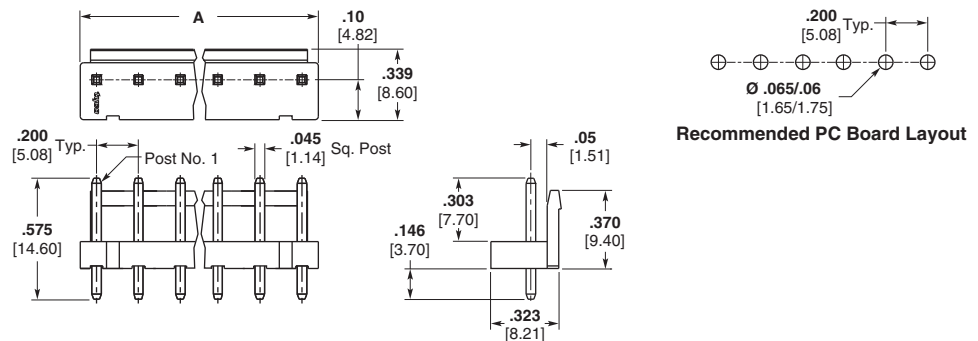 A
.10
[4.82]
.339
[8.60]
.200
[5.08] Typ.
Post No. 1
.045
[1.14] Sq. Post
.575
[14.60]
.05
[1.51]
.303
[7.70]
.146
[3.70]
.370
[9.40]
.323
[8.21]
.200
[5.08] Typ.
Ø .065/.06
[1.65/1.75]
Recommended PC Board Layout